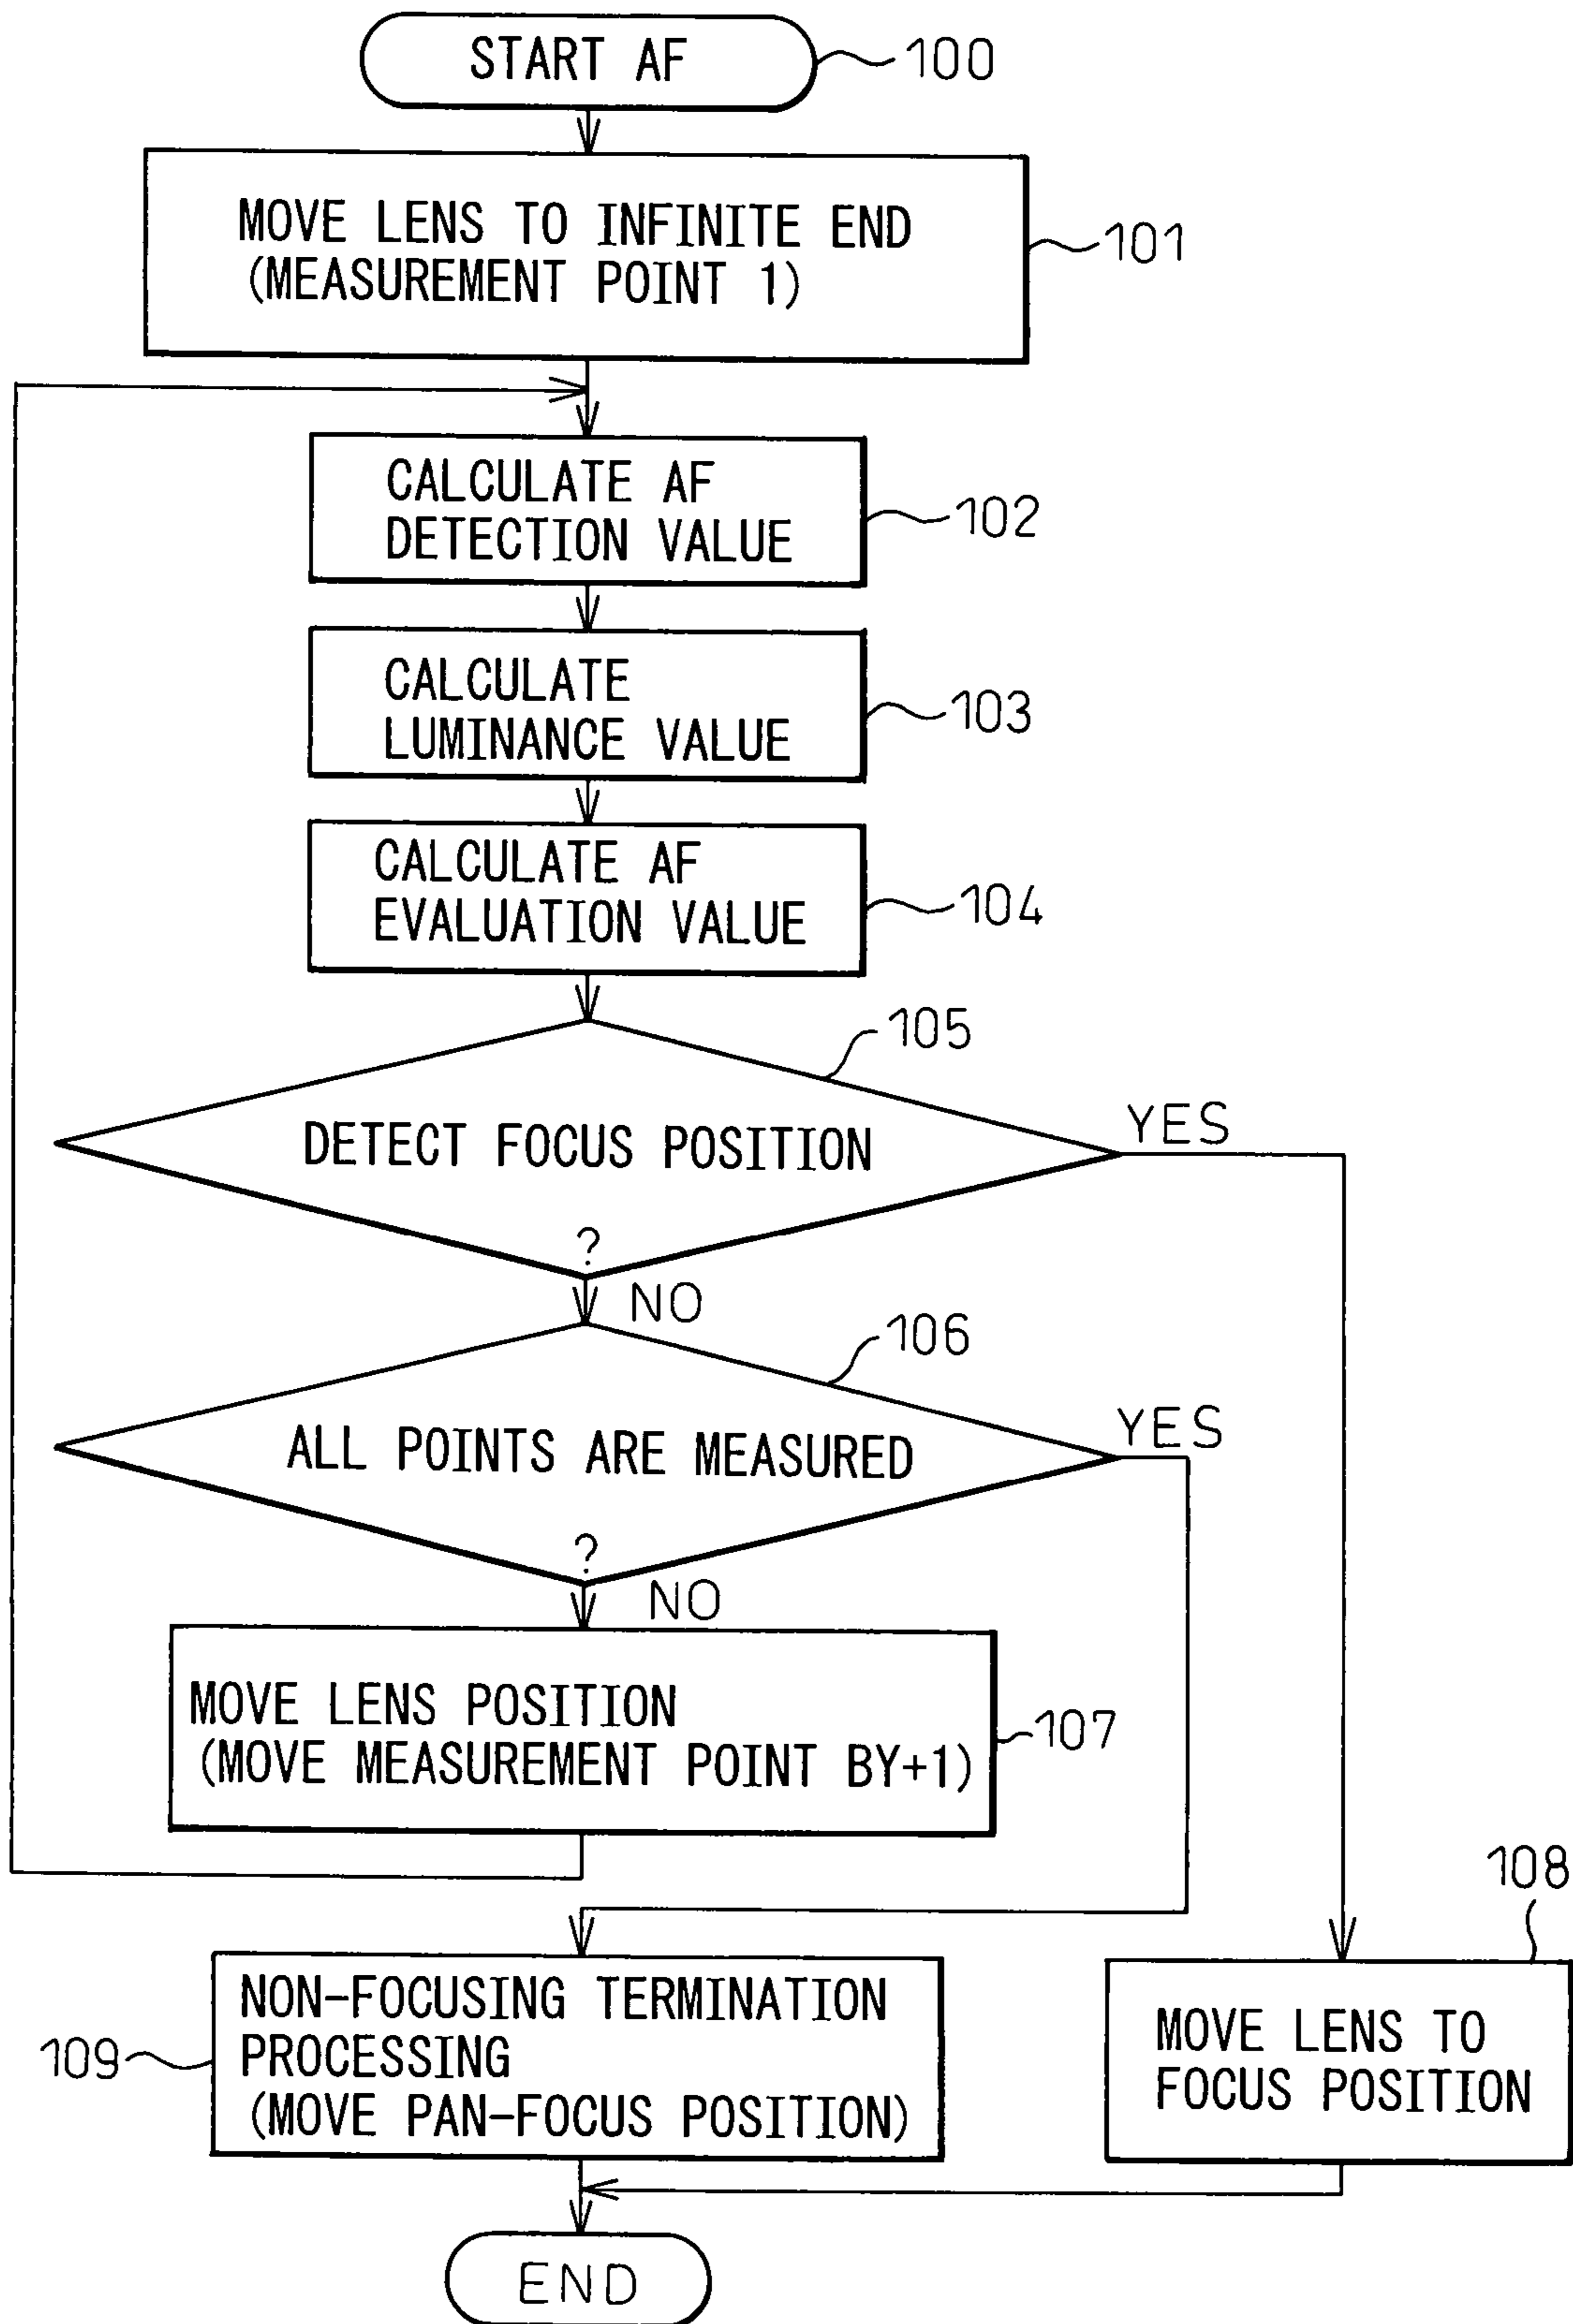 START AF
100
MOVE LENS TO INFINITE END
(MEASUREMENT POINT 1)
101
CALCULATE AF
DETECTION VALUE
102
CALCULATE
LUMINANCE VALUE
103
CALCULATE AF
EVALUATION VALUE
104
105
DETECT FOCUS POSITION
?
YES
NO
106
ALL POINTS ARE MEASURED
?
YES
NO
MOVE LENS POSITION
(MOVE MEASUREMENT POINT BY+1)
107
108
NON-FOCUSING TERMINATION
PROCESSING
(MOVE PAN-FOCUS POSITION)
109
MOVE LENS TO
FOCUS POSITION
END